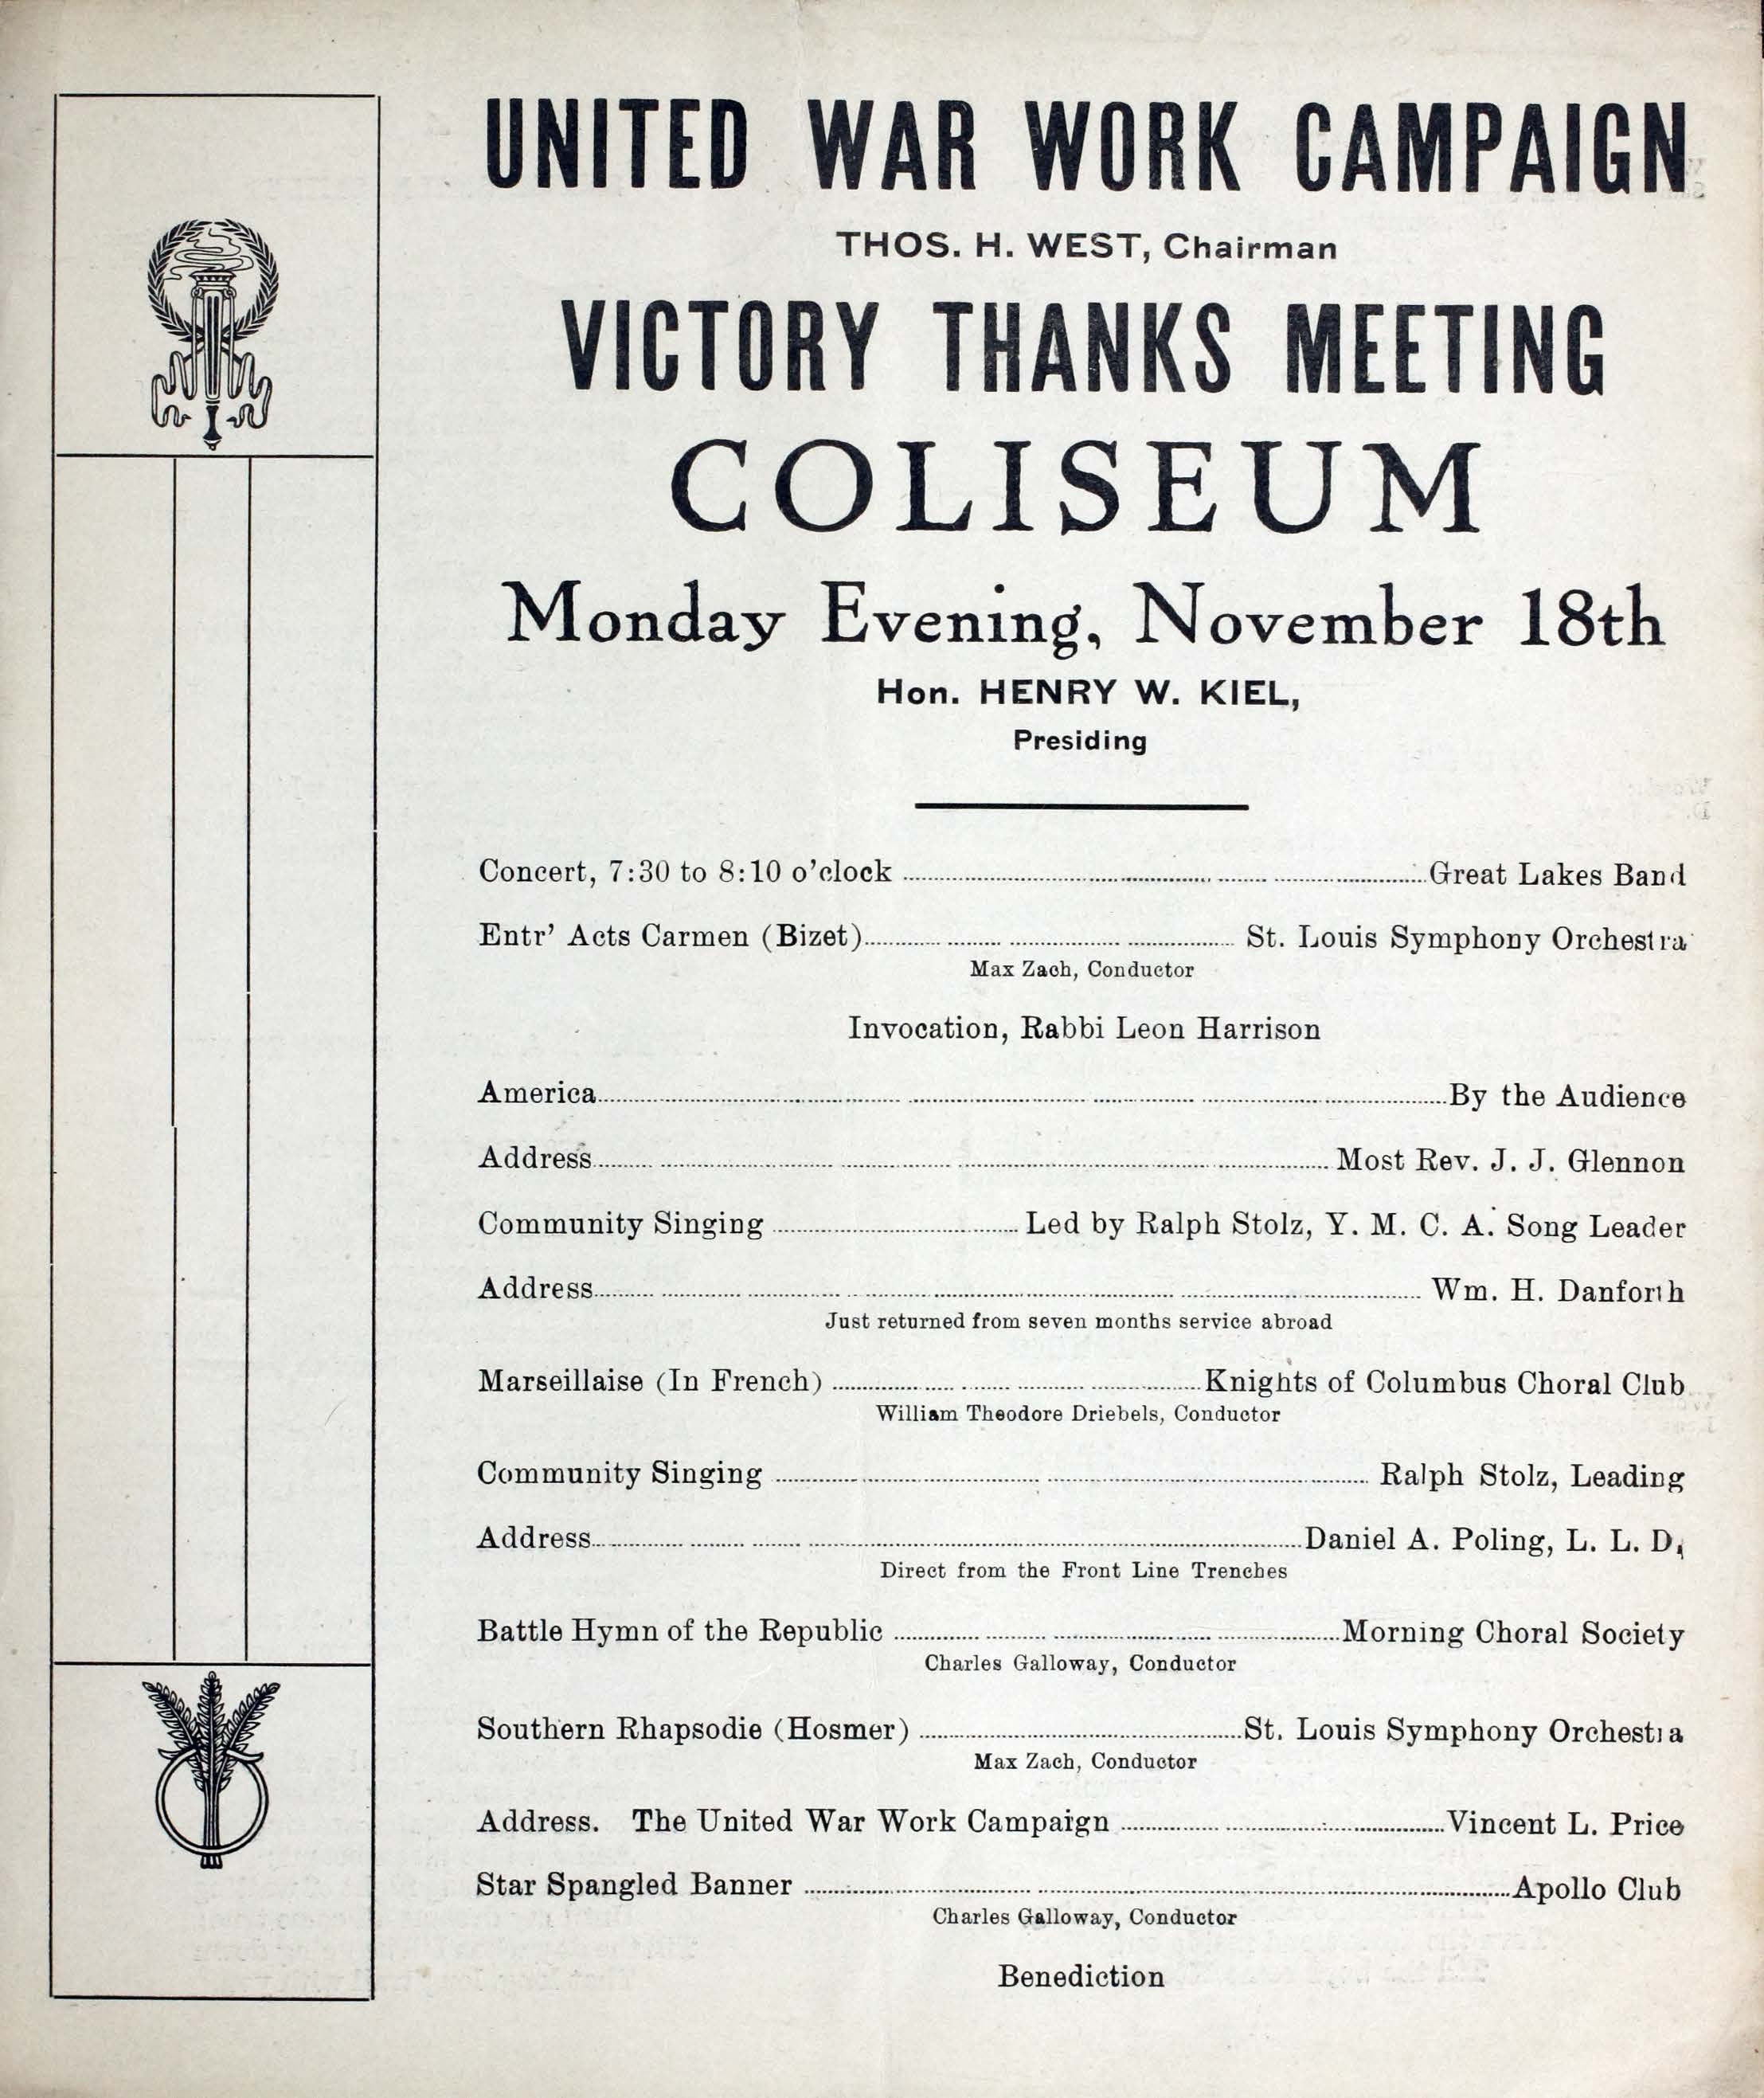 UNITED WAR WORK CAMPAIGN
THOS. H. WEST, Chairman
VICTORY THANKS MEETING
COLISEUM
Monday Evening, November 18th
Hon. HENRY W. KIEL,
Presiding
Concert, 7:30 to 8:10 o'clock ........ Great Lakes Band
Entr' Acts Carmen (Bizet) ........ St. Louis Symphony Orchestra
Max Zach, Conductor
Invocation, Rabbi Leon Harrison
America ........ By the Audience
Address ........ Most Rev. J. J. Glennon
Community Singing ........ Led by Ralph Stolz, Y. M. C. A. Song Leader
Address ........ Wm. H. Danforth
Just returned from seven months service abroad
Marseillaise (In French) ........ Knights of Columbus Choral Club
William Theodore Driebels, Conductor
Community Singing ........ Ralph Stolz, Leading
Address ........ Daniel A. Poling, L. L. D.
Direct from the Front Line Trenches
Battle Hymn of the Republic ........ Morning Choral Society
Charles Galloway, Conductor
Southern Rhapsodie (Hosmer) ........ St. Louis Symphony Orchestra
Max Zach, Conductor
Address. The United War Work Campaign ........ Vincent L. Price
Star Spangled Banner ........ Apollo Club
Charles Galloway, Conductor
Benediction